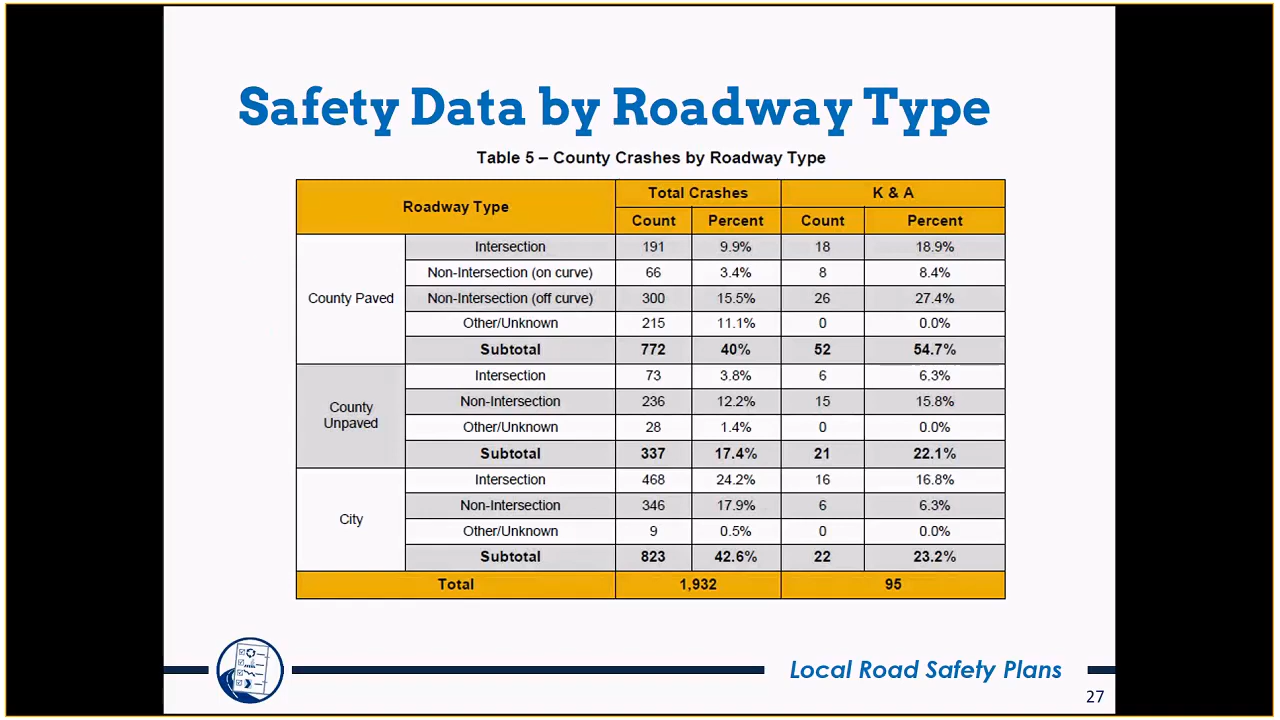 Safety Data by Roadway Type
Table 5 – County Crashes by Roadway Type
Roadway Type Total Crashes K & A
Count Percent Count Percent
County Paved
Intersection 191 9.9% 18 18.9%
Non-Intersection (on curve) 66 3.4% 8 8.4%
Non-Intersection (off curve) 300 15.5% 26 27.4%
Other/Unknown 215 11.1% 0 0.0%
Subtotal 772 40% 52 54.7%
County
Unpaved
Intersection 73 3.8% 6 6.3%
Non-Intersection 236 12.2% 15 15.8%
Other/Unknown 28 1.4% 0 0.0%
Subtotal 337 17.4% 21 22.1%
City
Intersection 468 24.2% 16 16.8%
Non-Intersection 346 17.9% 6 6.3%
Other/Unknown 9 0.5% 0 0.0%
Subtotal 823 42.6% 22 23.2%
Total 1,932 95
Local Road Safety Plans
27